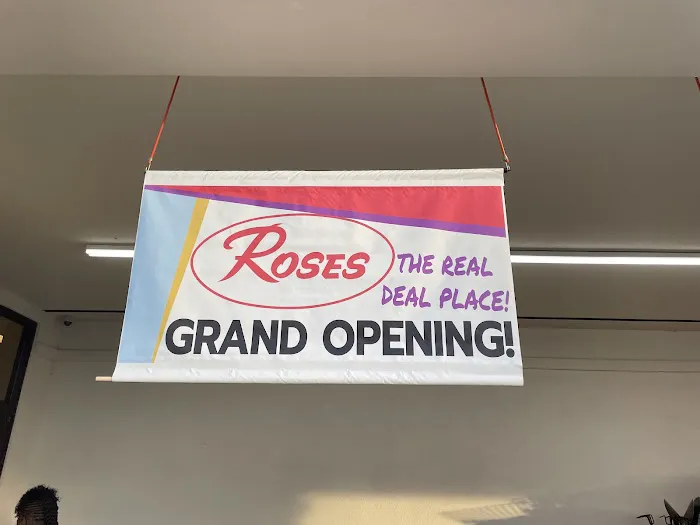 ROSES
THE REAL
DEAL PLACE!
GRAND OPENING!